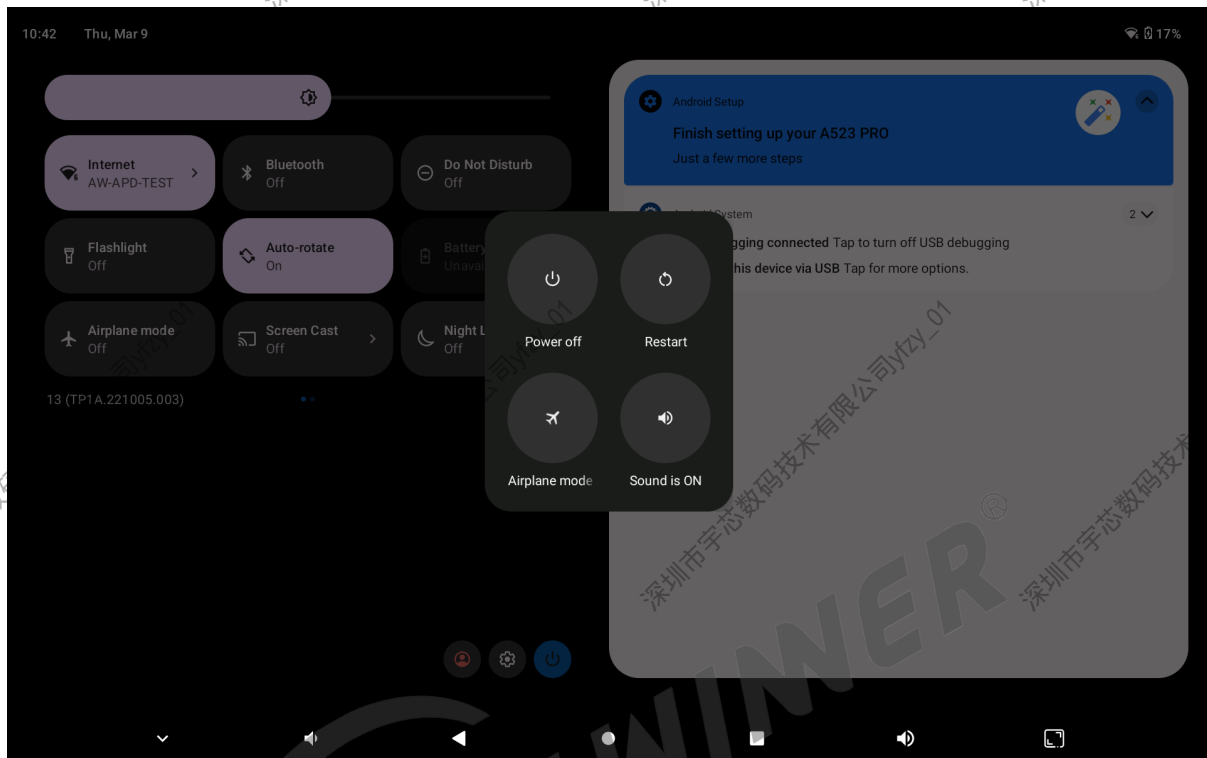 10:42 Thu, Mar 9
17%
Internet
AW-APD-TEST
Bluetooth
Off
Do Not Disturb
Off
Flashlight
Off
Auto-rotate
On
Battery
Airplane mode
Off
Screen Cast
Off
Night L
Off
13 (TP1A.221005.003)
Android Setup
Finish setting up your A523 PRO
Just a few more steps
Android System
2
gging connected Tap to turn off USB debugging
his device via USB Tap for more options.
Power off
Restart
Airplane mode
Sound is ON
深圳市宇芯数码技术有限公司yfzy_01
深圳市宇芯数码技术
WINNER®